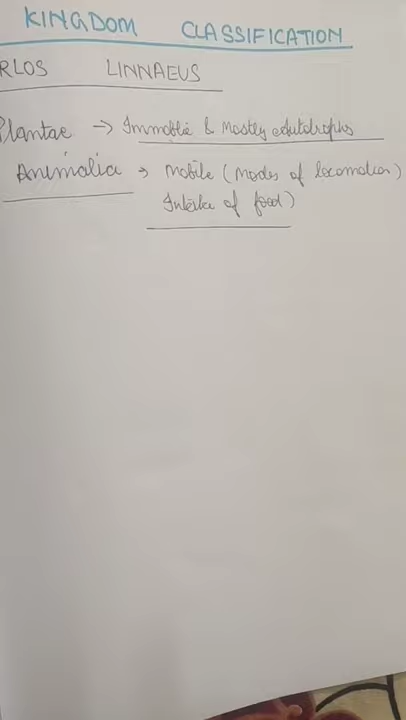 KINGDOM CLASSIFICATION
RLOS LINNAEUS
Plantae → Immobile & Mostly autotrophs
Animalia → Mobile (Modes of locomotion)
Intake of food)